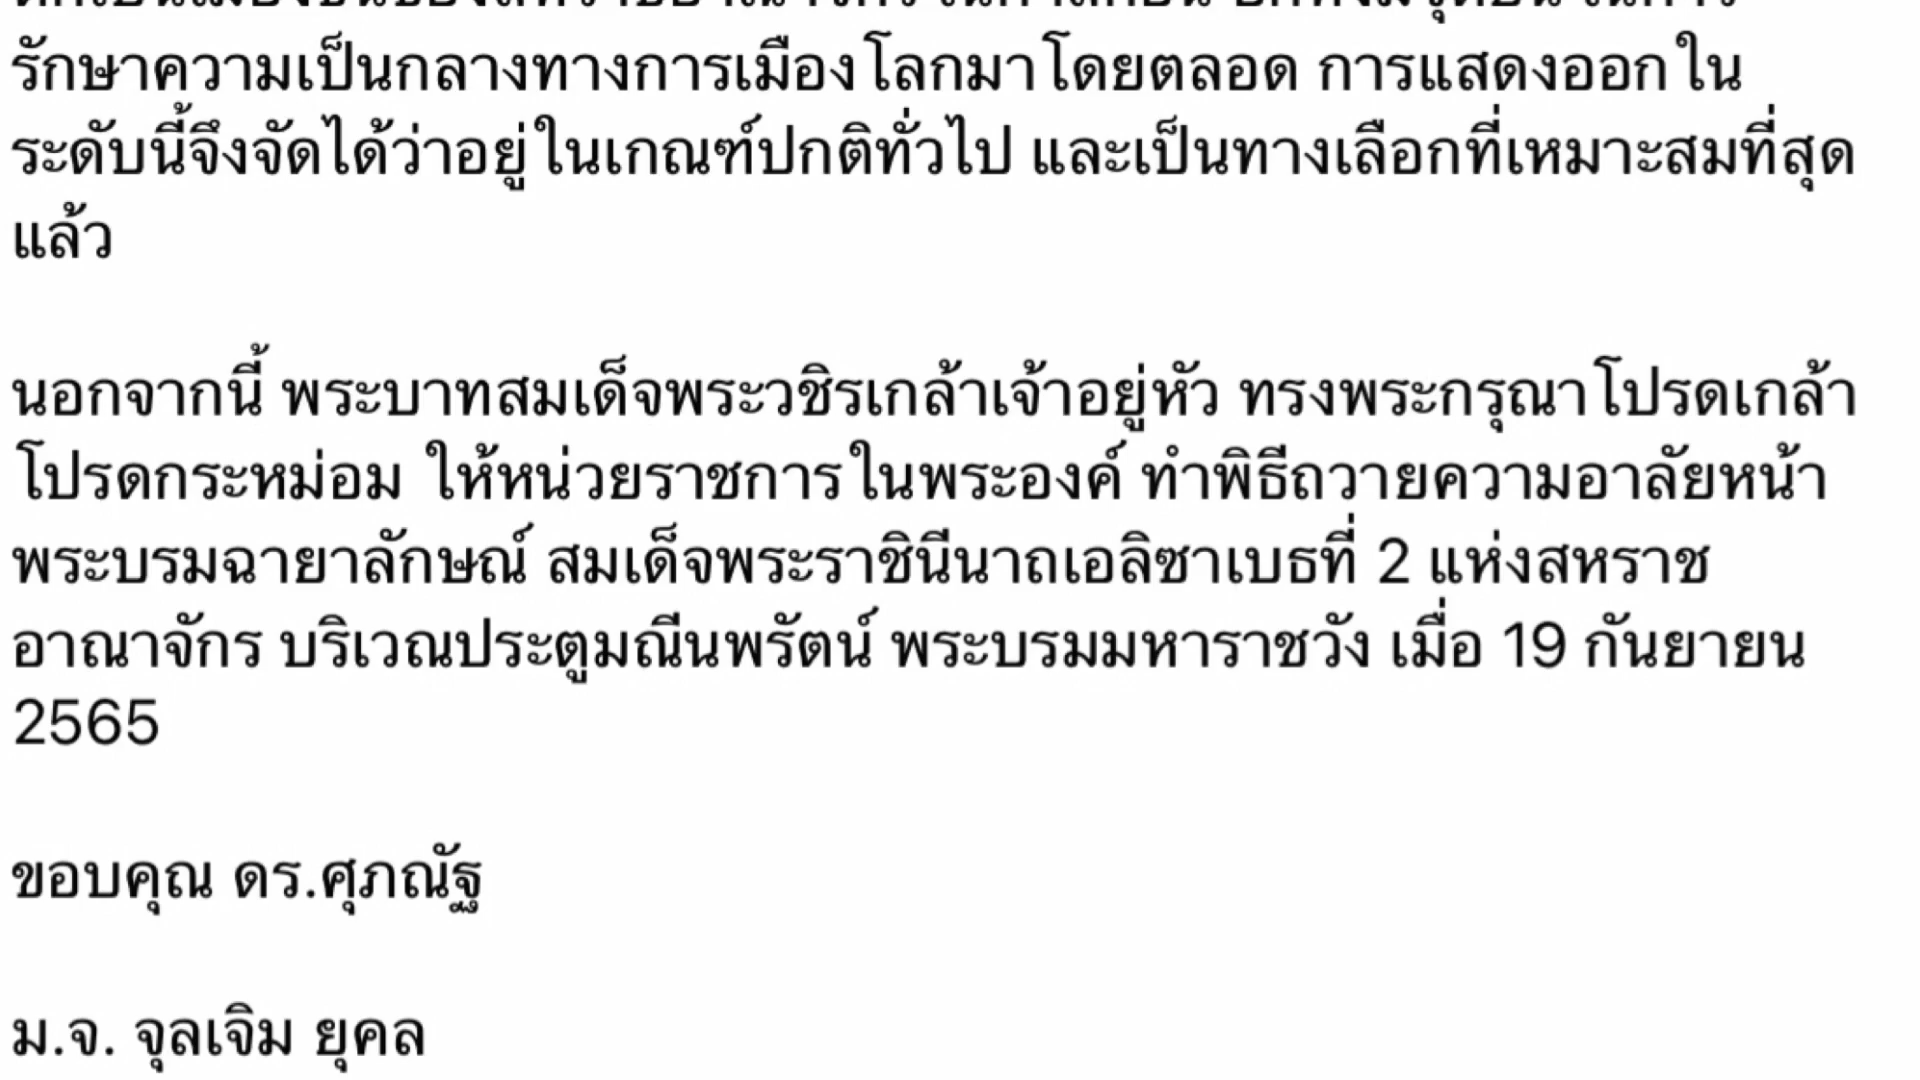 รักษาความเป็นกลางทางการเมืองโลกมาโดยตลอด การแสดงออกใน
ระดับนี้จึงจัดได้ว่าอยู่ในเกณฑ์ปกติทั่วไป และเป็นทางเลือกที่เหมาะสมที่สุด
แล้ว
นอกจากนี้ พระบาทสมเด็จพระวชิรเกล้าเจ้าอยู่หัว ทรงพระกรุณาโปรดเกล้า
โปรดกระหม่อม ให้หน่วยราชการในพระองค์ ทำพิธีถวายความอาลัยหน้า
พระบรมฉายาลักษณ์ สมเด็จพระราชินีนาถเอลิซาเบธที่ 2 แห่งสหราช
อาณาจักร บริเวณประตูมณีนพรัตน์ พระบรมมหาราชวัง เมื่อ 19 กันยายน
2565
ขอบคุณ ดร.ศุภณัฐ
ม.จ. จุลเจิม ยุคล